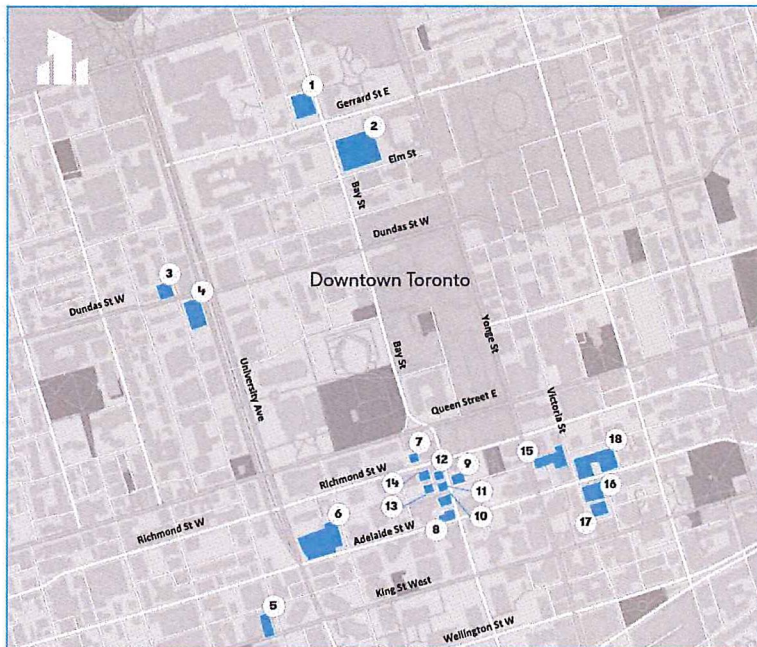 1
Gerrard St E
2
Elm St
Bay St
Dundas St W
3
4
Downtown Toronto
Dundas St W
Bay St
Yonge St
University Ave
Queen Street E
Victoria St
7
12
9
15
18
Richmond St W
14
11
16
13
10
17
8
6
Adelaide St W
Richmond St W
King St West
5
Wellington St W